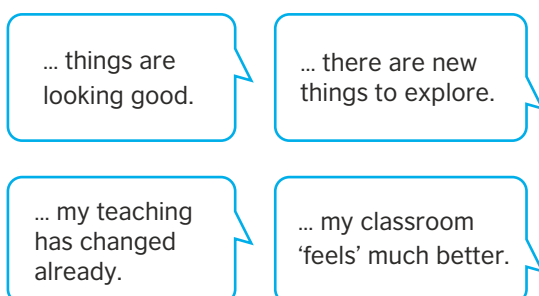 ... things are
looking good.
... there are new
things to explore.
... my teaching
has changed
already.
... my classroom
‘feels’ much better.